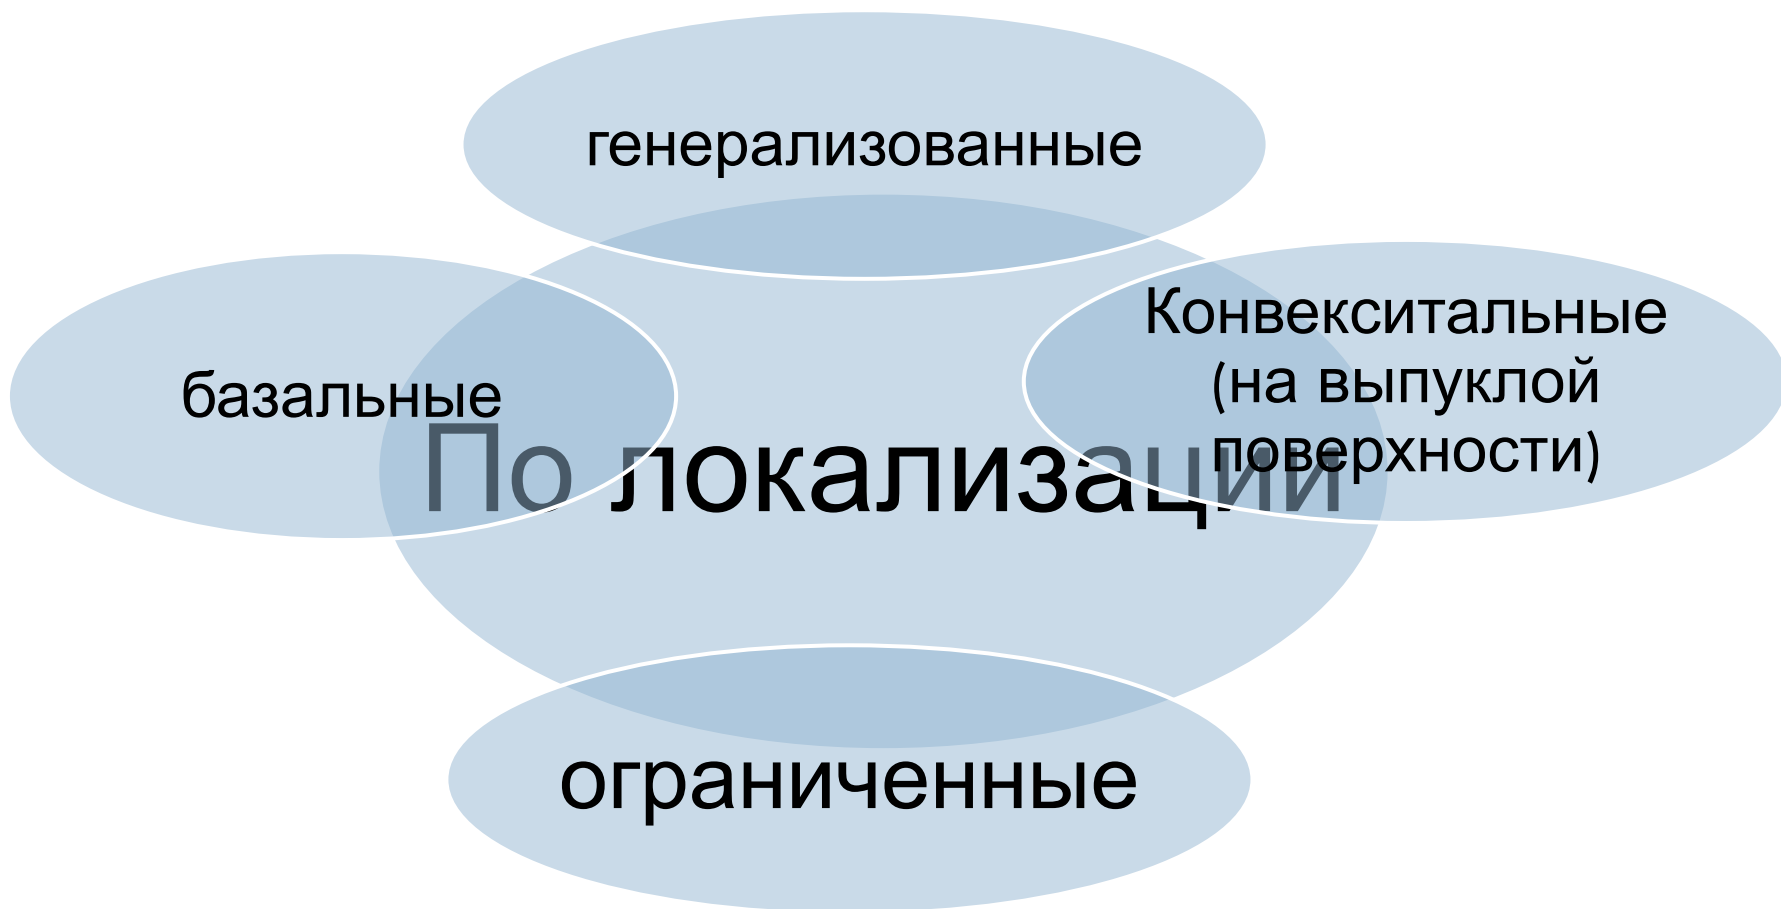 генерализованные
базальные
По локализации
Конвекситальные
(на выпуклой
поверхности)
ограниченные